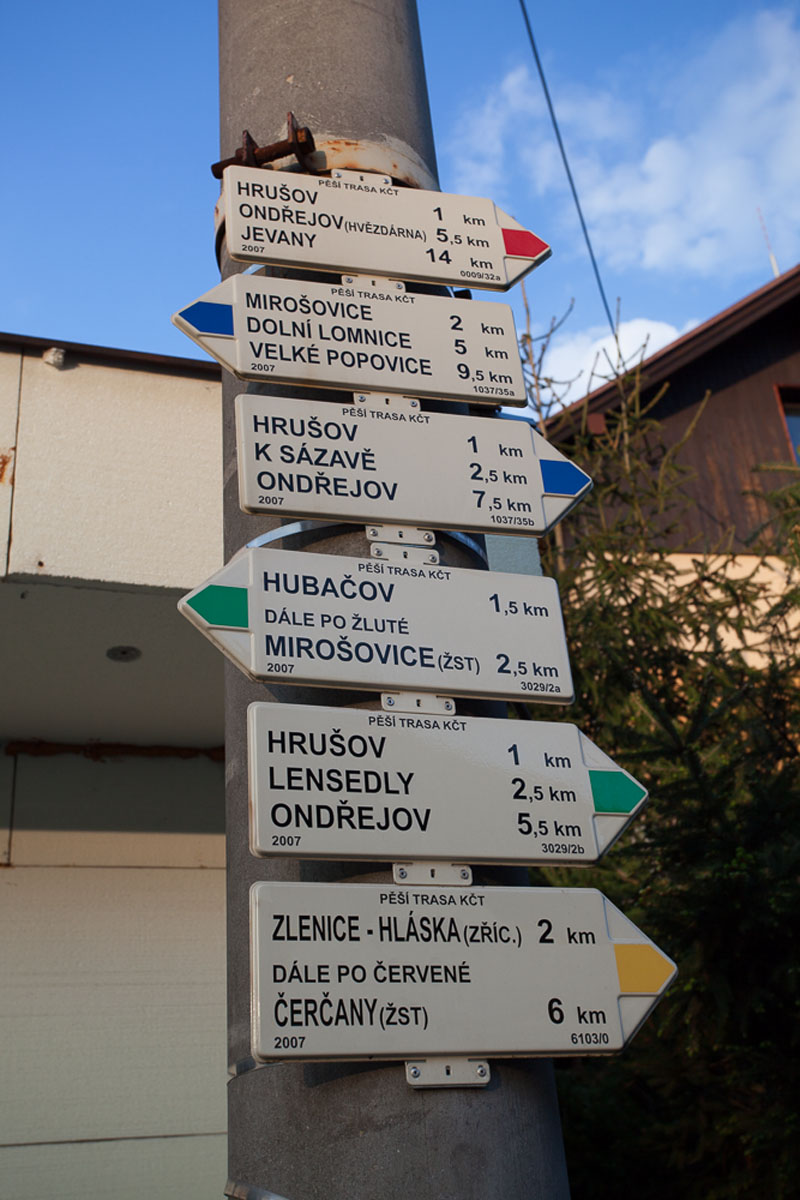 PĚŠÍ TRASA KČT
HRUŠOV 1 km
ONDŘEJOV (HVĚZDÁRNA) 5,5 km
JEVANY 14 km
2007 0009/32a
PĚŠÍ TRASA KČT
MIROŠOVICE 2 km
DOLNÍ LOMNICE 5 km
VELKÉ POPOVICE 9,5 km
2007 1037/35a
PĚŠÍ TRASA KČT
HRUŠOV 1 km
K SÁZAVĚ 2,5 km
ONDŘEJOV 7,5 km
2007 1037/35b
PĚŠÍ TRASA KČT
HUBAČOV 1,5 km
DÁLE PO ŽLUTÉ
MIROŠOVICE (ŽST) 2,5 km
2007 3029/2a
PĚŠÍ TRASA KČT
HRUŠOV 1 km
LENSEDLY 2,5 km
ONDŘEJOV 5,5 km
2007 3029/2b
PĚŠÍ TRASA KČT
ZLENICE - HLÁSKA (ZŘÍC.) 2 km
DÁLE PO ČERVENÉ
ČERČANY (ŽST) 6 km
2007 6103/0